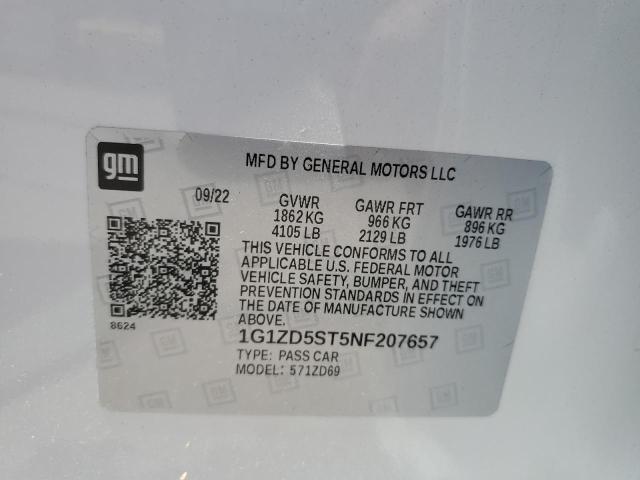 gm
MFD BY GENERAL MOTORS LLC
09/22
GVWR GAWR FRT GAWR RR
1862 KG 966 KG 896 KG
4105 LB 2129 LB 1976 LB
THIS VEHICLE CONFORMS TO ALL
APPLICABLE U.S. FEDERAL MOTOR
VEHICLE SAFETY, BUMPER, AND THEFT
PREVENTION STANDARDS IN EFFECT ON
THE DATE OF MANUFACTURE SHOWN
ABOVE.
8624
1G1ZD5ST5NF207657
TYPE: PASS CAR
MODEL: 571ZD69